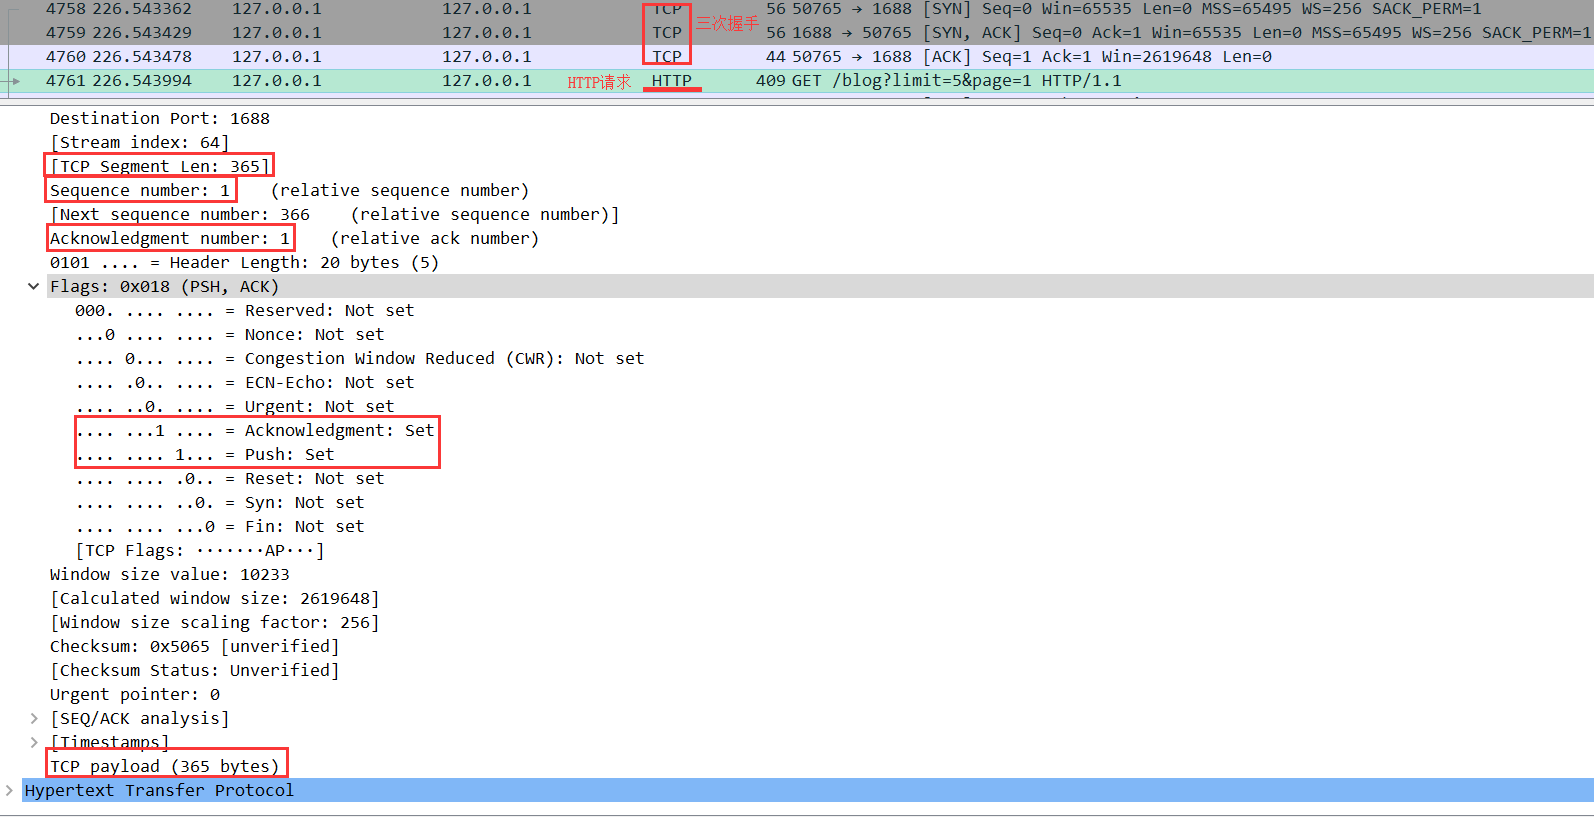 4758 226.543362 127.0.0.1 127.0.0.1 TCP 56 50765 → 1688 [SYN] Seq=0 Win=65535 Len=0 MSS=65495 WS=256 SACK_PERM=1
三次握手
4759 226.543429 127.0.0.1 127.0.0.1 TCP 56 1688 → 50765 [SYN, ACK] Seq=0 Ack=1 Win=65535 Len=0 MSS=65495 WS=256 SACK_PERM=1
4760 226.543478 127.0.0.1 127.0.0.1 TCP 44 50765 → 1688 [ACK] Seq=1 Ack=1 Win=2619648 Len=0
4761 226.543994 127.0.0.1 127.0.0.1 HTTP请求 HTTP 409 GET /blog?limit=5&page=1 HTTP/1.1
Destination Port: 1688
[Stream index: 64]
[TCP Segment Len: 365]
Sequence number: 1 (relative sequence number)
[Next sequence number: 366 (relative sequence number)]
Acknowledgment number: 1 (relative ack number)
0101 .... = Header Length: 20 bytes (5)
Flags: 0x018 (PSH, ACK)
000. .... .... = Reserved: Not set
...0 .... .... = Nonce: Not set
.... 0... .... = Congestion Window Reduced (CWR): Not set
.... .0.. .... = ECN-Echo: Not set
.... ..0. .... = Urgent: Not set
.... ...1 .... = Acknowledgment: Set
.... .... 1... = Push: Set
.... .... .0.. = Reset: Not set
.... .... ..0. = Syn: Not set
.... .... ...0 = Fin: Not set
[TCP Flags: ·······AP···]
Window size value: 10233
[Calculated window size: 2619648]
[Window size scaling factor: 256]
Checksum: 0x5065 [unverified]
[Checksum Status: Unverified]
Urgent pointer: 0
[SEQ/ACK analysis]
[Timestamps]
TCP payload (365 bytes)
Hypertext Transfer Protocol